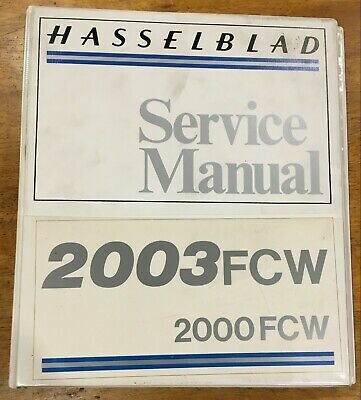 HASSELBLAD
Service
Manual
2003FCW
2000FCW